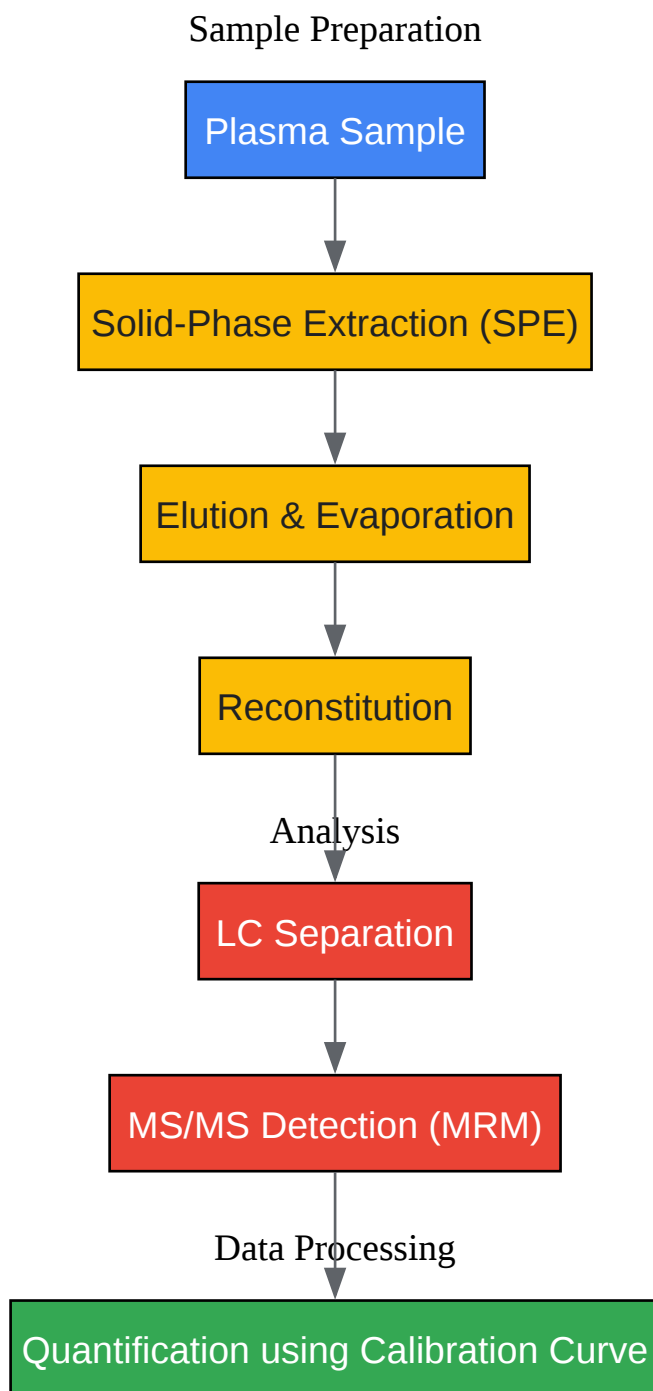 Sample Preparation
Plasma Sample
Solid-Phase Extraction (SPE)
Elution & Evaporation
Reconstitution
Analysis
LC Separation
MS/MS Detection (MRM)
Data Processing
Quantification using Calibration Curve